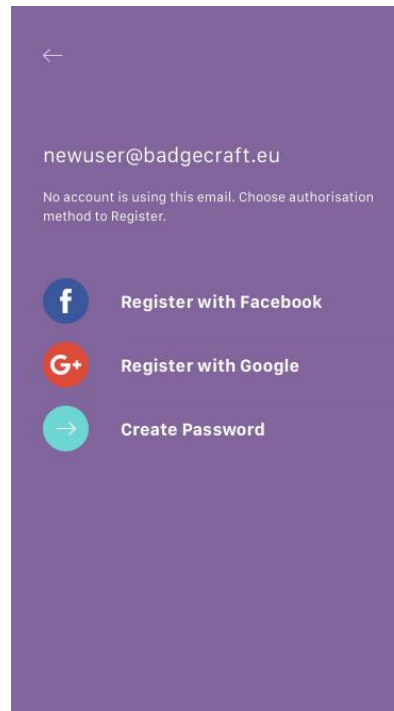 newuser@badgecraft.eu
No account is using this email. Choose authorisation
method to Register.
f Register with Facebook
G+ Register with Google
Create Password